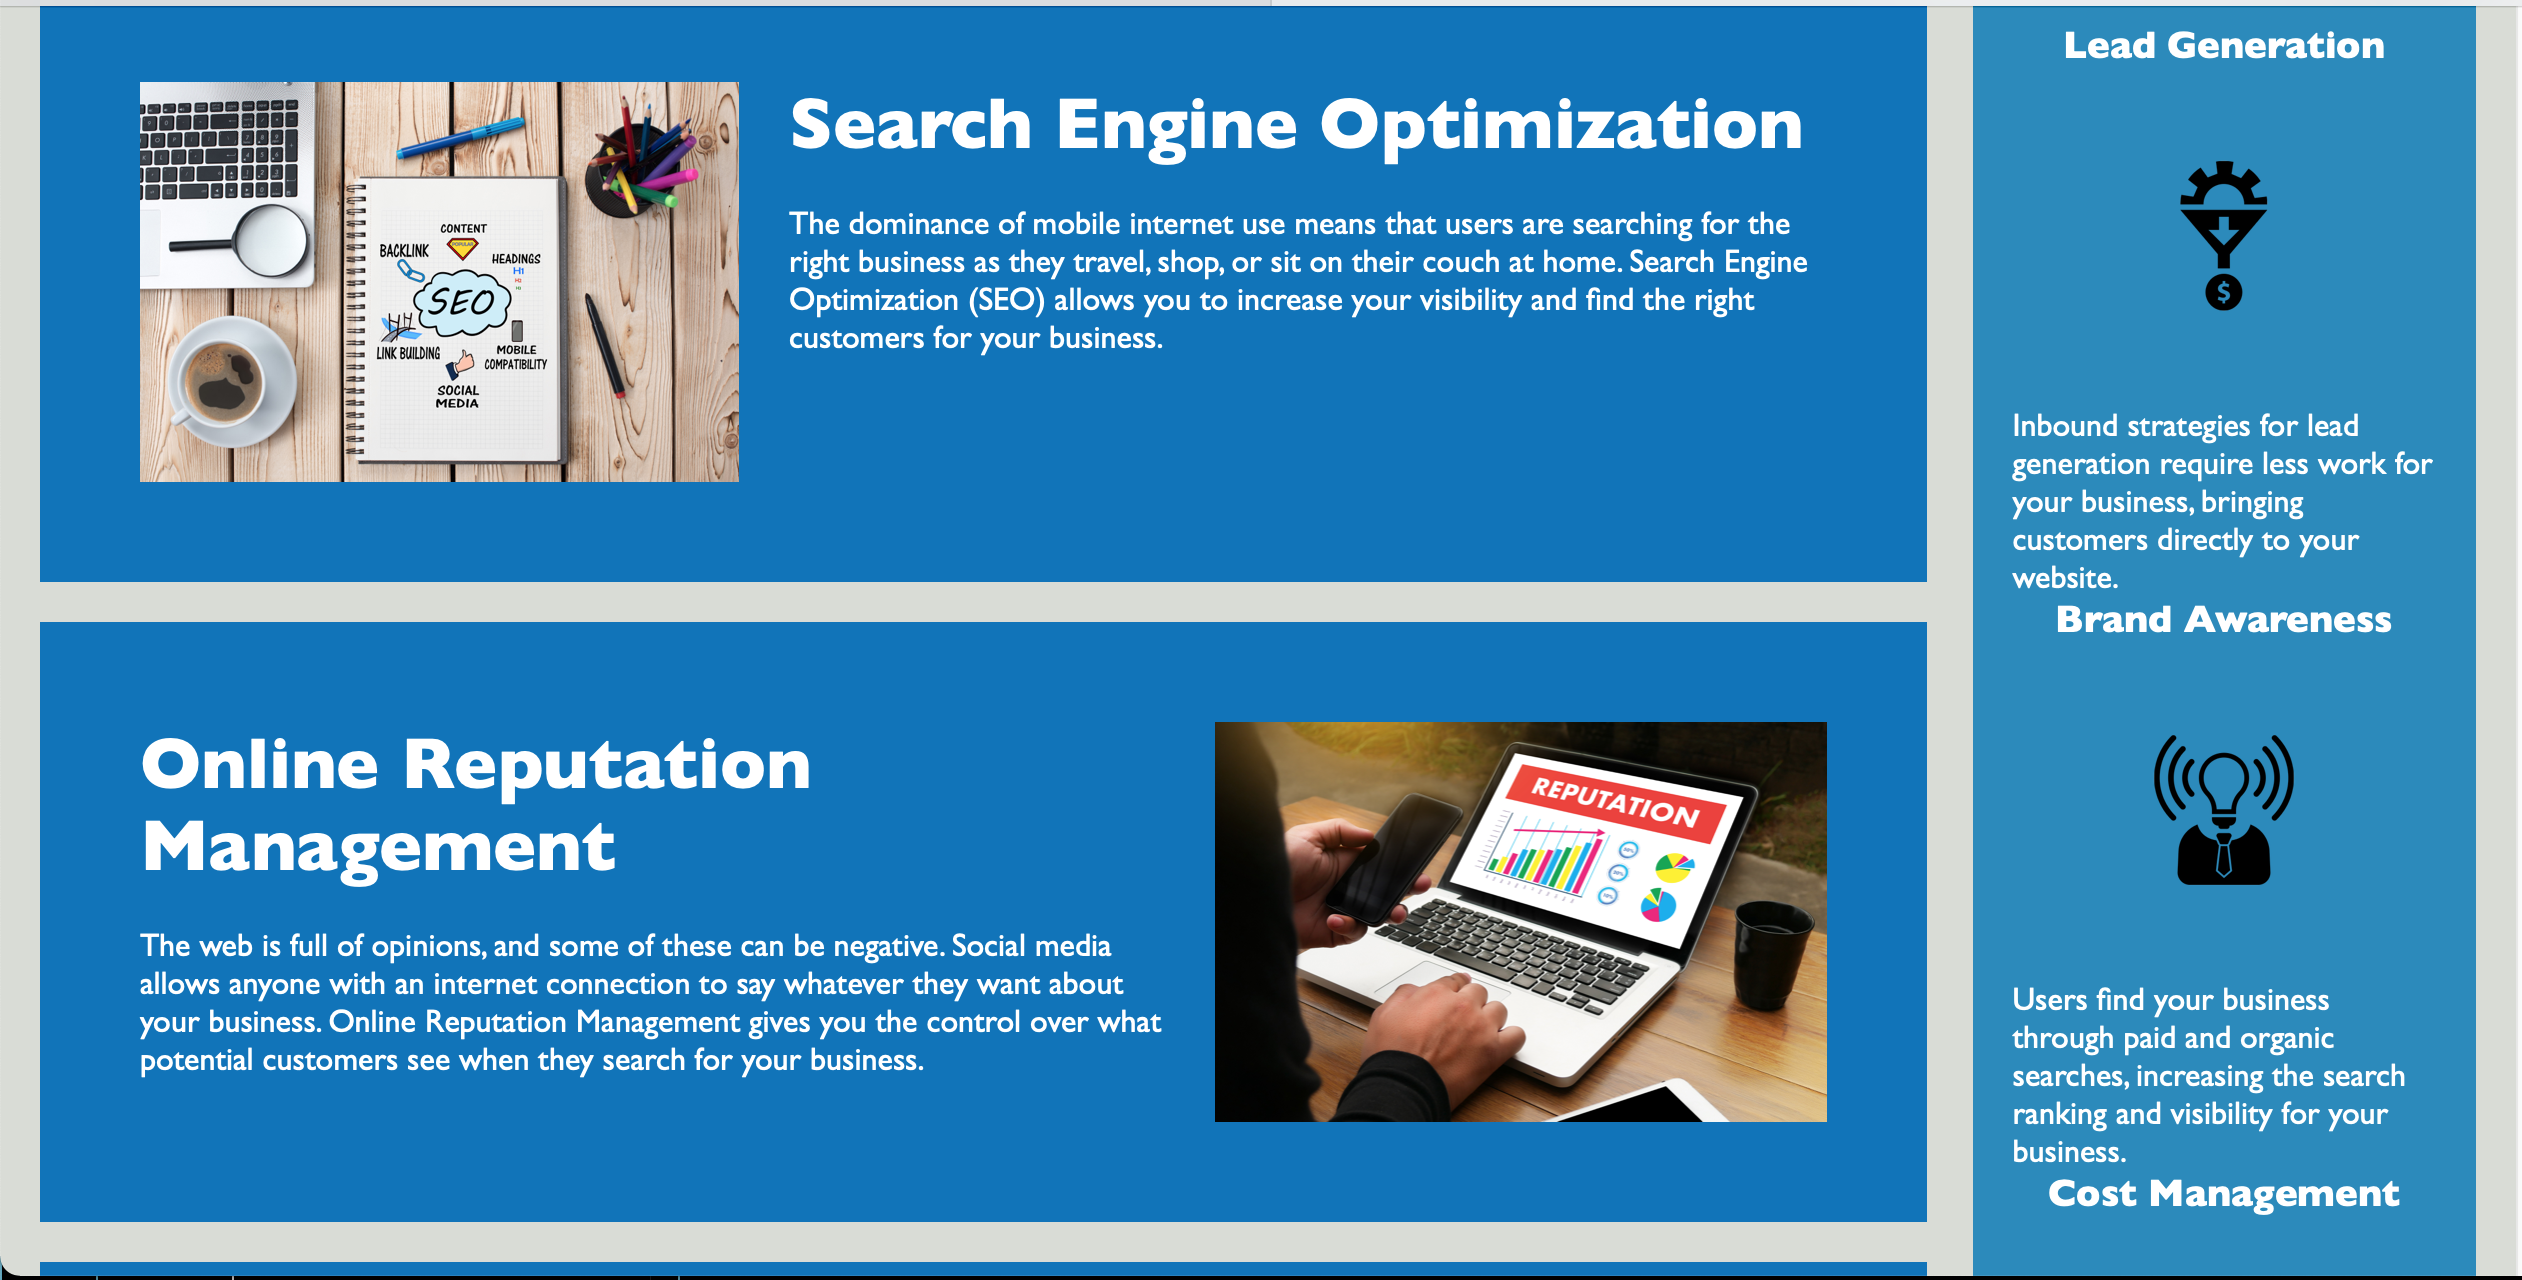 Search Engine Optimization
The dominance of mobile internet use means that users are searching for the
right business as they travel, shop, or sit on their couch at home. Search Engine
Optimization (SEO) allows you to increase your visibility and find the right
customers for your business.
CONTENT
POPULAR
BACKLINK
HEADINGS
H1
H2
H3
SEO
LINK BUILDING
MOBILE
COMPATIBILITY
SOCIAL
MEDIA
Online Reputation
Management
The web is full of opinions, and some of these can be negative. Social media
allows anyone with an internet connection to say whatever they want about
your business. Online Reputation Management gives you the control over what
potential customers see when they search for your business.
REPUTATION
Lead Generation
$
Inbound strategies for lead
generation require less work for
your business, bringing
customers directly to your
website.
Brand Awareness
Users find your business
through paid and organic
searches, increasing the search
ranking and visibility for your
business.
Cost Management